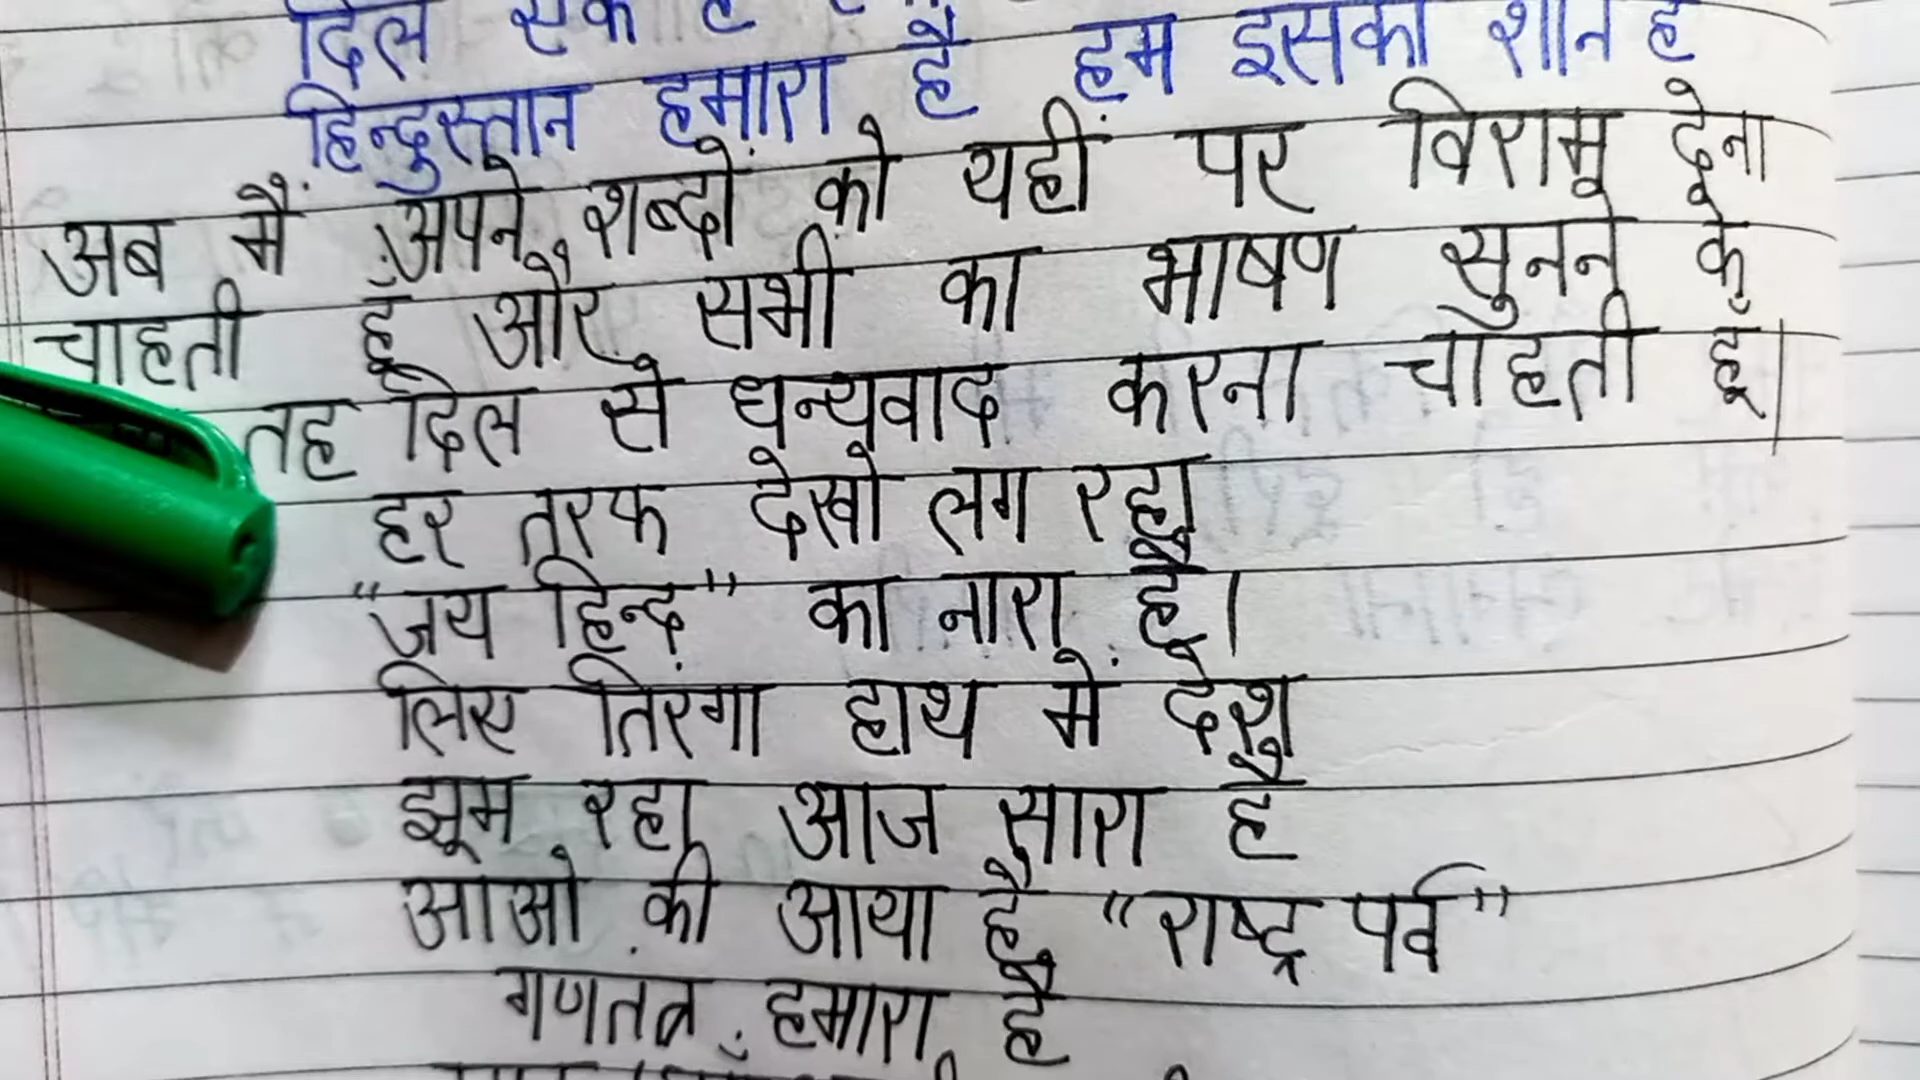 दिल एक है
हिन्दुस्तान हमारा है हम इसकी शान है
अब मैं अपने शब्दों को यहीं पर विराम देना
चाहती हूँ और सभी का भाषण सुनने के
तह दिल से धन्यवाद करना चाहती हूँ।
हर तरफ देखो लग रहा
"जय हिन्द" का नारा है।
लिए तिरंगा हाथ में देश
झूम रहा आज सारा है
आओ की आया है "राष्ट्र पर्व"
गणतंत्र हमारा है